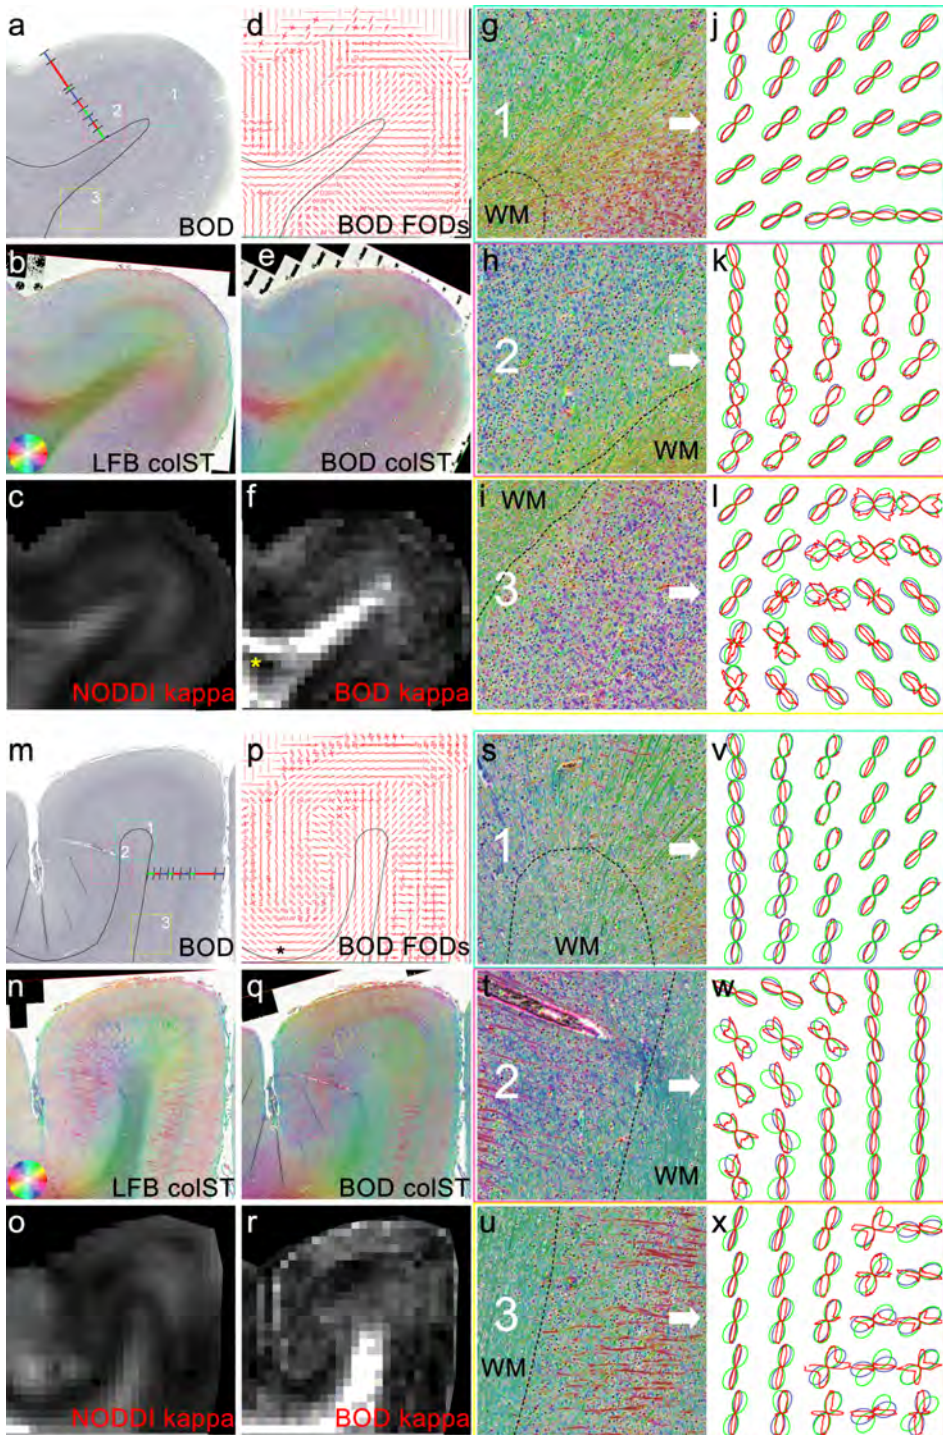 a
1
2
3
BOD
d
BOD FODs
g
1
WM
j
b
LFB colST
e
BOD colST
h
2
WM
k
c
NODDI kappa
f
*
BOD kappa
i
WM
3
l
m
1
2
3
BOD
p
*
BOD FODs
s
1
WM
v
n
LFB colST
q
BOD colST
t
2
WM
w
o
NODDI kappa
r
BOD kappa
u
3
WM
x